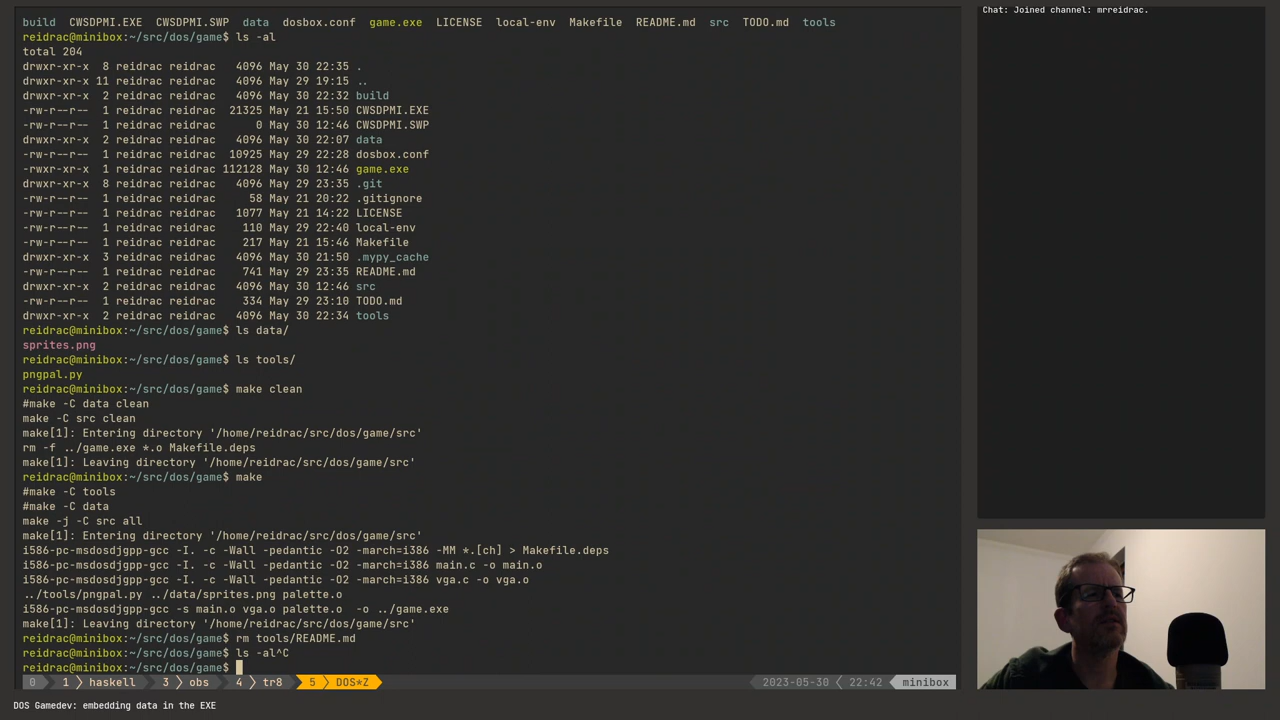 build  CWSDPMI.EXE  CWSDPMI.SWP  data  dosbox.conf  game.exe  LICENSE  local-env  Makefile  README.md  src  TODO.md  tools
reidrac@minibox:~/src/dos/game$ ls -al
total 204
drwxr-xr-x  8 reidrac reidrac   4096 May 30 22:35 .
drwxr-xr-x 11 reidrac reidrac   4096 May 29 19:15 ..
drwxr-xr-x  2 reidrac reidrac   4096 May 30 22:32 build
-rw-r--r--  1 reidrac reidrac  21325 May 21 15:50 CWSDPMI.EXE
-rw-r--r--  1 reidrac reidrac      0 May 30 12:46 CWSDPMI.SWP
drwxr-xr-x  2 reidrac reidrac   4096 May 30 22:07 data
-rw-r--r--  1 reidrac reidrac  10925 May 29 22:28 dosbox.conf
-rwxr-xr-x  1 reidrac reidrac 112128 May 30 12:46 game.exe
drwxr-xr-x  8 reidrac reidrac   4096 May 29 23:35 .git
-rw-r--r--  1 reidrac reidrac     58 May 21 20:22 .gitignore
-rw-r--r--  1 reidrac reidrac   1077 May 21 14:22 LICENSE
-rw-r--r--  1 reidrac reidrac    110 May 29 22:40 local-env
-rw-r--r--  1 reidrac reidrac    217 May 21 15:46 Makefile
drwxr-xr-x  3 reidrac reidrac   4096 May 30 21:50 .mypy_cache
-rw-r--r--  1 reidrac reidrac    741 May 29 23:35 README.md
drwxr-xr-x  2 reidrac reidrac   4096 May 30 12:46 src
-rw-r--r--  1 reidrac reidrac    334 May 29 23:10 TODO.md
drwxr-xr-x  2 reidrac reidrac   4096 May 30 22:34 tools
reidrac@minibox:~/src/dos/game$ ls data/
sprites.png
reidrac@minibox:~/src/dos/game$ ls tools/
pngpal.py
reidrac@minibox:~/src/dos/game$ make clean
#make -C data clean
make -C src clean
make[1]: Entering directory '/home/reidrac/src/dos/game/src'
rm -f ../game.exe *.o Makefile.deps
make[1]: Leaving directory '/home/reidrac/src/dos/game/src'
reidrac@minibox:~/src/dos/game$ make
#make -C tools
#make -C data
make -j -C src all
make[1]: Entering directory '/home/reidrac/src/dos/game/src'
i586-pc-msdosdjgpp-gcc -I. -c -Wall -pedantic -O2 -march=i386 -MM *.[ch] > Makefile.deps
i586-pc-msdosdjgpp-gcc -I. -c -Wall -pedantic -O2 -march=i386 main.c -o main.o
i586-pc-msdosdjgpp-gcc -I. -c -Wall -pedantic -O2 -march=i386 vga.c -o vga.o
../tools/pngpal.py ../data/sprites.png palette.o
i586-pc-msdosdjgpp-gcc -s main.o vga.o palette.o  -o ../game.exe
make[1]: Leaving directory '/home/reidrac/src/dos/game/src'
reidrac@minibox:~/src/dos/game$ rm tools/README.md
reidrac@minibox:~/src/dos/game$ ls -al^C
reidrac@minibox:~/src/dos/game$
0 1 haskell 3 obs 4 tr8 5 DOS*Z 2023-05-30 22:42 minibox
DOS Gamedev: embedding data in the EXE
Chat: Joined channel: mrreidrac.